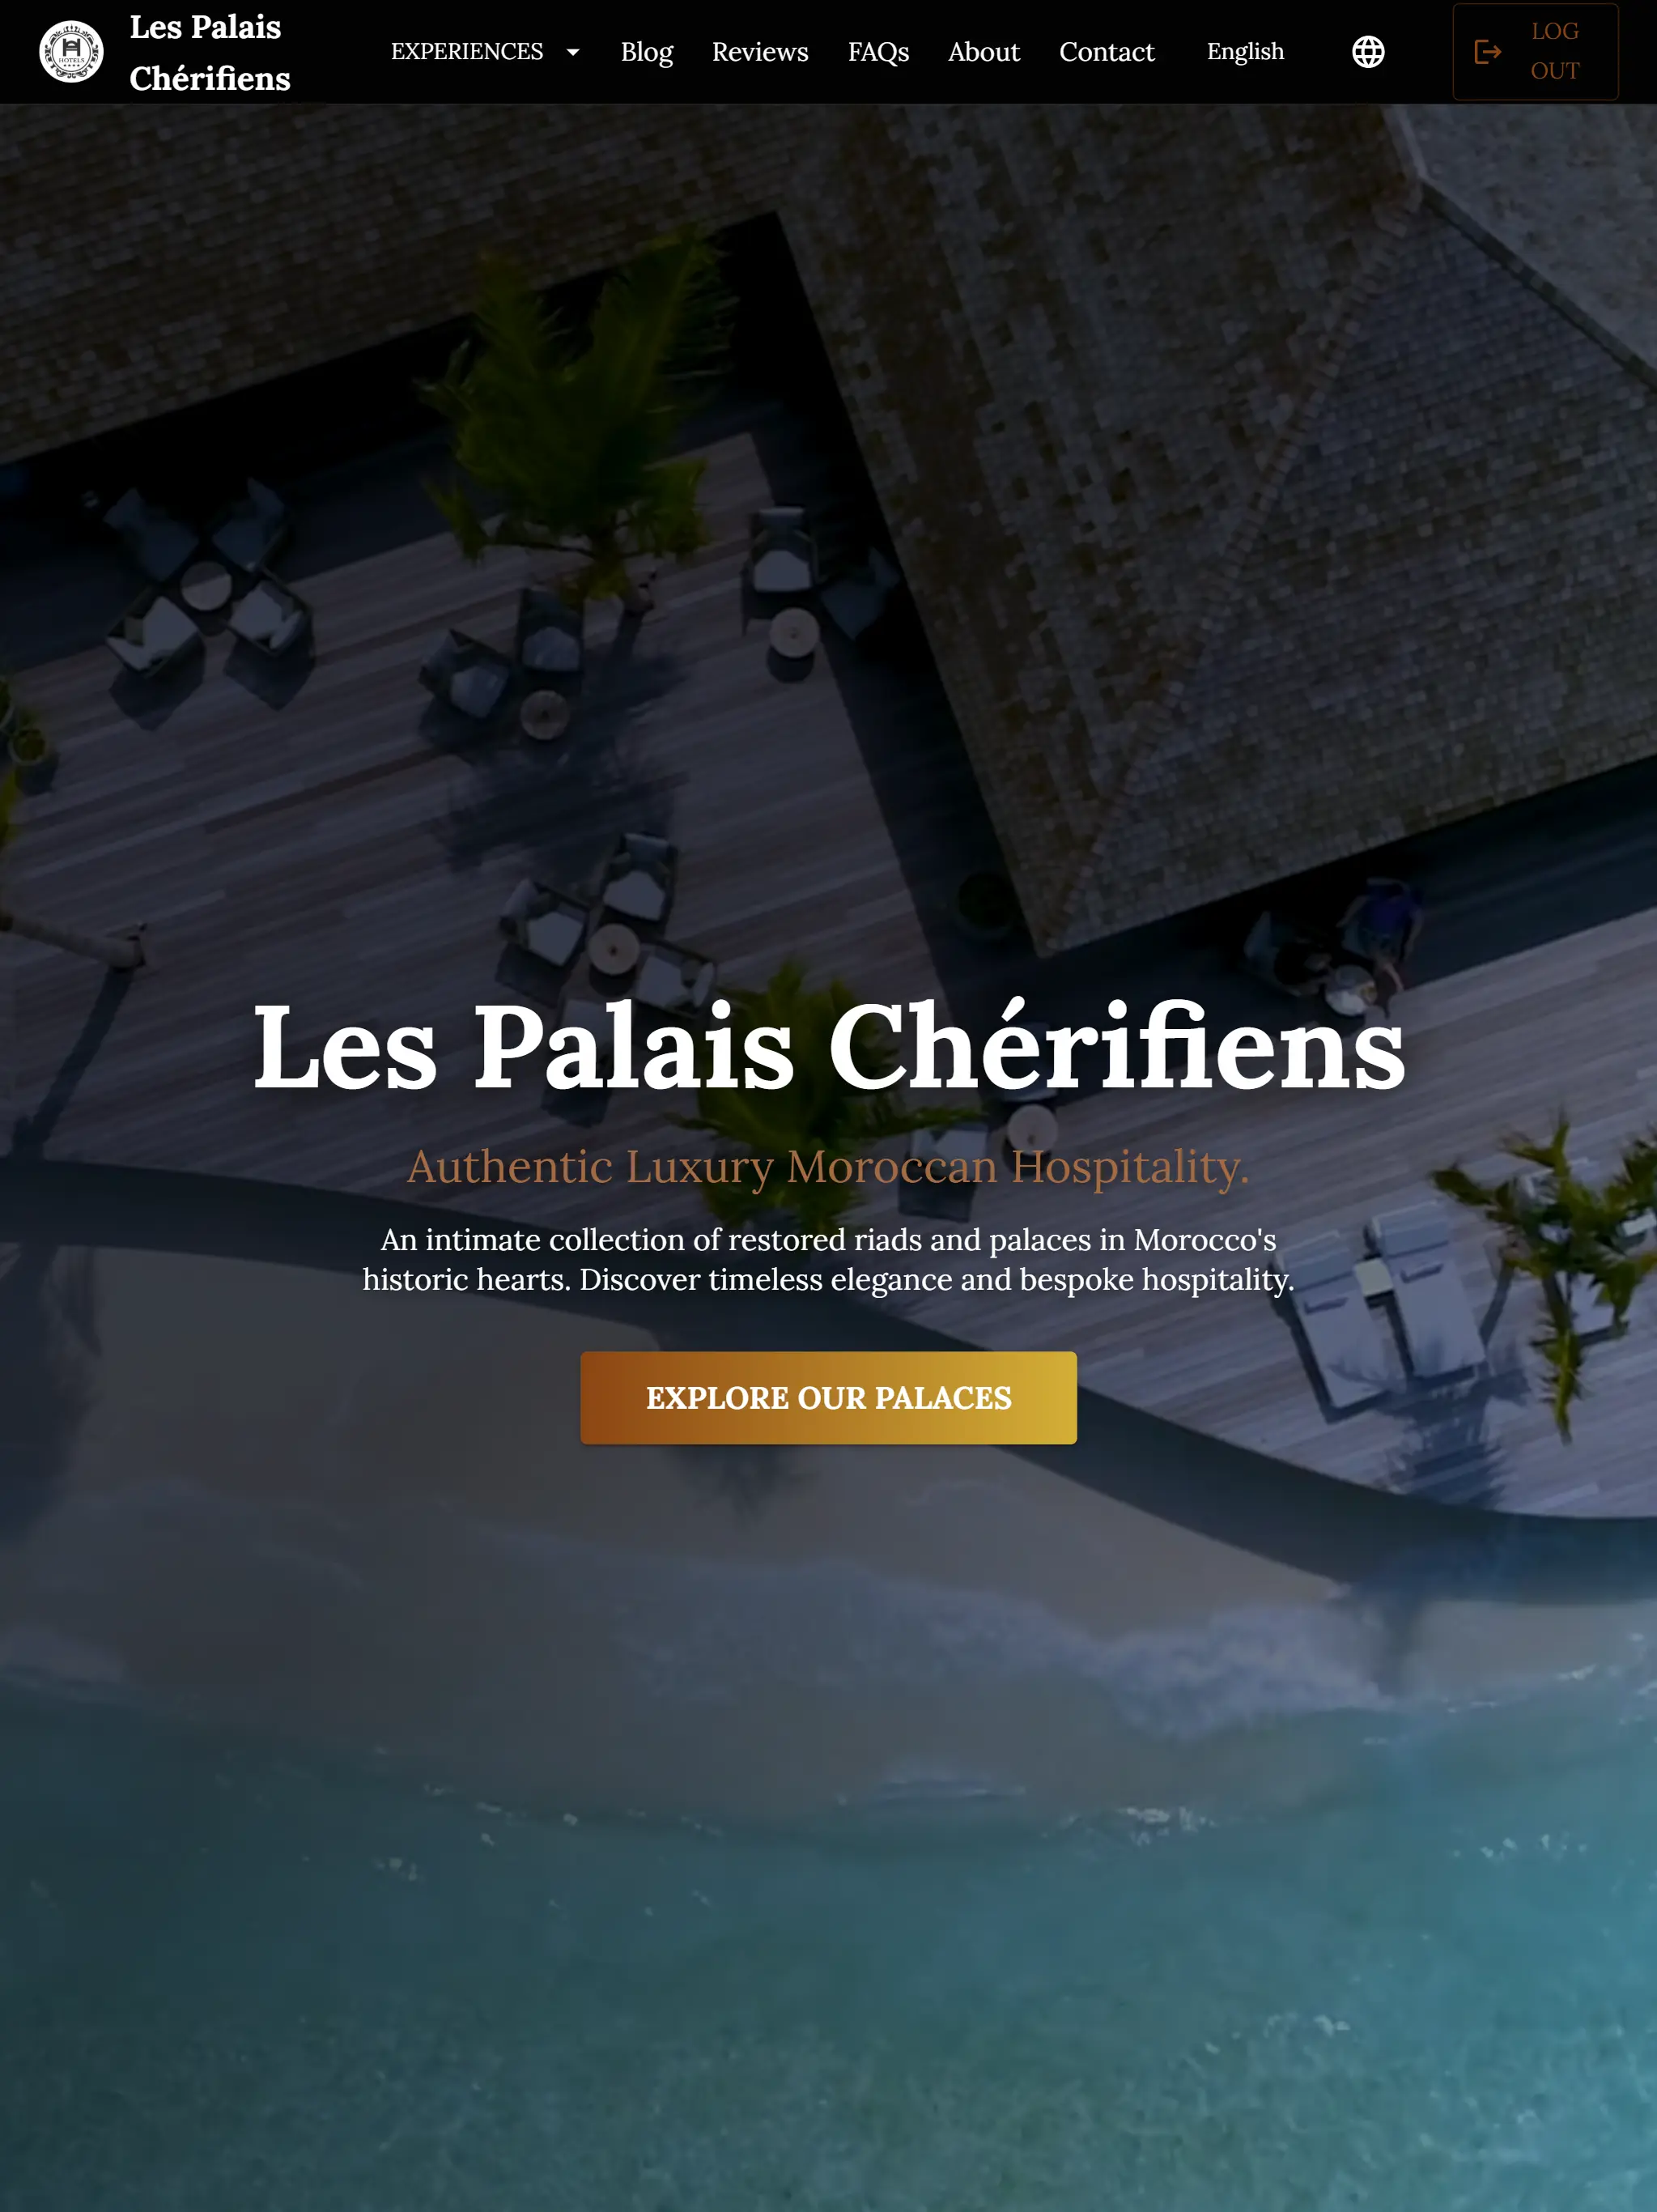 HOTELS
Les Palais
Chérifiens
EXPERIENCES
Blog
Reviews
FAQs
About
Contact
English
LOG
OUT
Les Palais Chérifiens
Authentic Luxury Moroccan Hospitality.
An intimate collection of restored riads and palaces in Morocco's
historic hearts. Discover timeless elegance and bespoke hospitality.
EXPLORE OUR PALACES